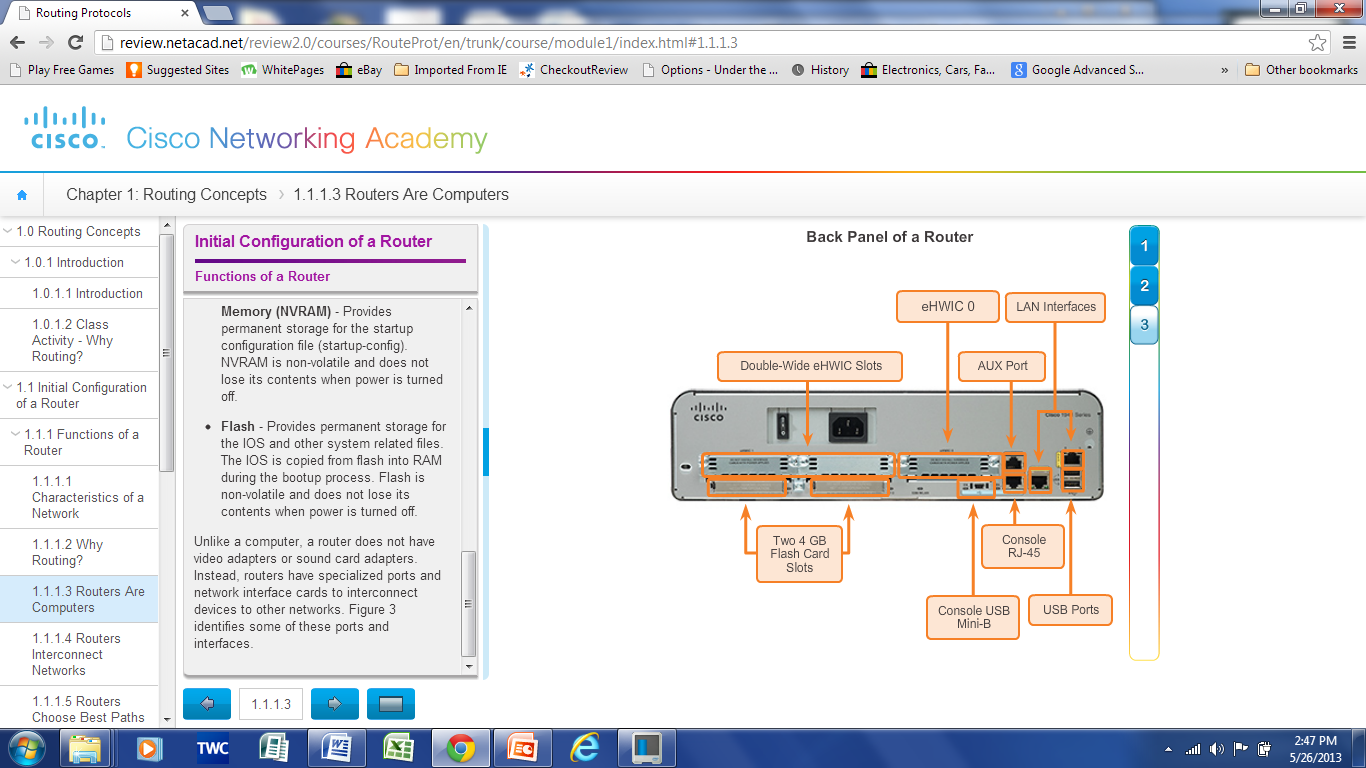 Routing Protocols
review.netacad.net/review2.0/courses/RouteProt/en/trunk/course/module1/index.html#1.1.1.3
Play Free Games
Suggested Sites
WhitePages
eBay
Imported From IE
CheckoutReview
Options - Under the ...
History
Electronics, Cars, Fa...
Google Advanced S...
»
Other bookmarks
CISCO
Cisco Networking Academy
Chapter 1: Routing Concepts
1.1.1.3 Routers Are Computers
1.0 Routing Concepts
1.0.1 Introduction
1.0.1.1 Introduction
1.0.1.2 Class
Activity - Why
Routing?
1.1 Initial Configuration
of a Router
1.1.1 Functions of a
Router
1.1.1.1
Characteristics of a
Network
1.1.1.2 Why
Routing?
1.1.1.3 Routers Are
Computers
1.1.1.4 Routers
Interconnect
Networks
1.1.1.5 Routers
Choose Best Paths
Initial Configuration of a Router
Functions of a Router
Memory (NVRAM) - Provides
permanent storage for the startup
configuration file (startup-config).
NVRAM is non-volatile and does not
lose its contents when power is turned
off.
• Flash - Provides permanent storage for
the IOS and other system related files.
The IOS is copied from flash into RAM
during the bootup process. Flash is
non-volatile and does not lose its
contents when power is turned off.
Unlike a computer, a router does not have
video adapters or sound card adapters.
Instead, routers have specialized ports and
network interface cards to interconnect
devices to other networks. Figure 3
identifies some of these ports and
interfaces.
1.1.1.3
Back Panel of a Router
1
2
3
eHWIC 0
LAN Interfaces
Double-Wide eHWIC Slots
AUX Port
CISCO
Cisco
Series
Two 4 GB
Flash Card
Slots
Console
RJ-45
Console USB
Mini-B
USB Ports
TWC
2:47 PM
5/26/2013